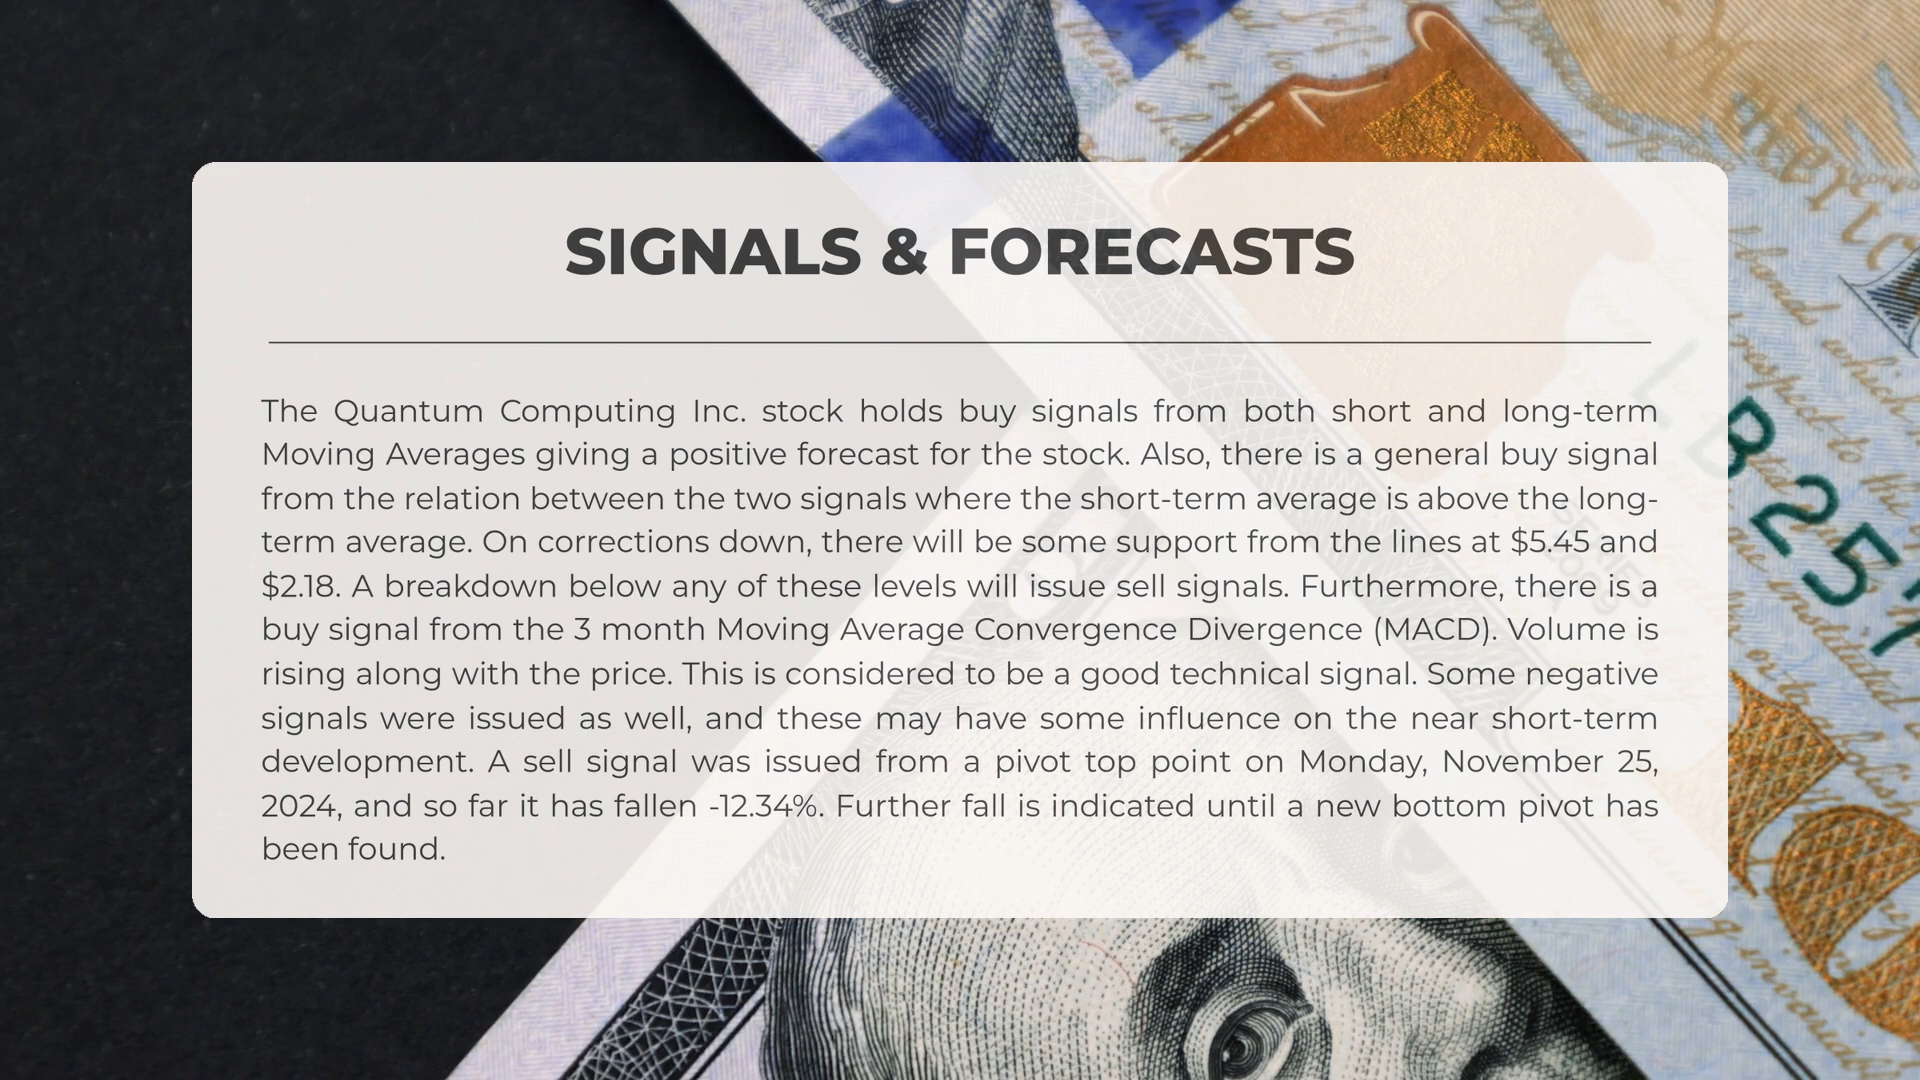 SIGNALS & FORECASTS
The Quantum Computing Inc. stock holds buy signals from both short and long-term
Moving Averages giving a positive forecast for the stock. Also, there is a general buy signal
from the relation between the two signals where the short-term average is above the long-
term average. On corrections down, there will be some support from the lines at $5.45 and
$2.18. A breakdown below any of these levels will issue sell signals. Furthermore, there is a
buy signal from the 3 month Moving Average Convergence Divergence (MACD). Volume is
rising along with the price. This is considered to be a good technical signal. Some negative
signals were issued as well, and these may have some influence on the near short-term
development. A sell signal was issued from a pivot top point on Monday, November 25,
2024, and so far it has fallen -12.34%. Further fall is indicated until a new bottom pivot has
been found.